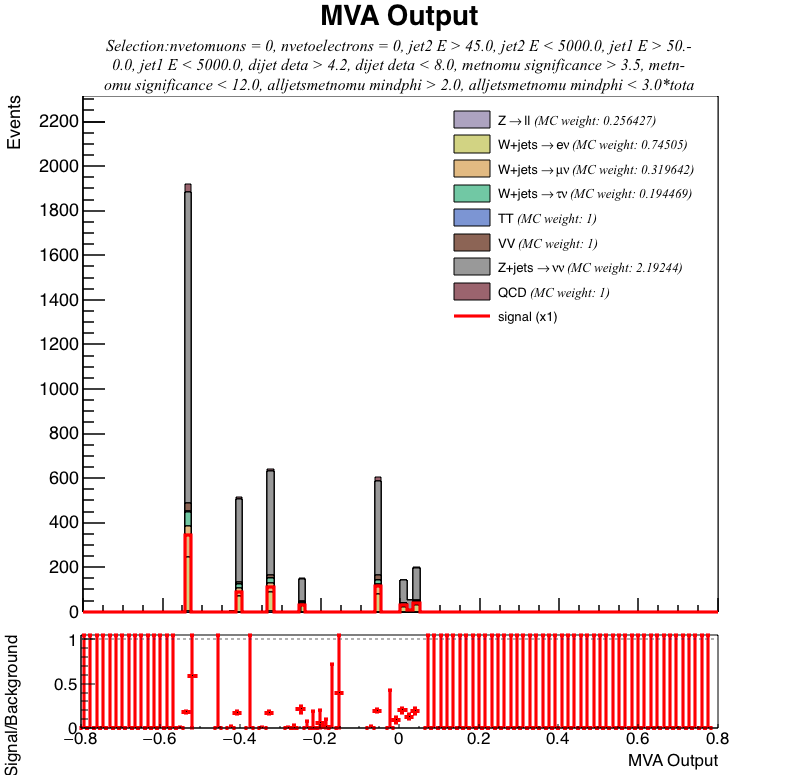 MVA Output
Selection:nvetomuons = 0, nvetoelectrons = 0, jet2 E > 45.0, jet2 E < 5000.0, jet1 E > 50.-
0.0, jet1 E < 5000.0, dijet deta > 4.2, dijet deta < 8.0, metnomu significance > 3.5, metn-
omu significance < 12.0, alljetsmetnomu mindphi > 2.0, alljetsmetnomu mindphi < 3.0*tota
Events
2200
2000
1800
1600
1400
1200
1000
800
600
400
200
0
Z→ll (MC weight: 0.256427)
W+jets→eν (MC weight: 0.74505)
W+jets→μν (MC weight: 0.319642)
W+jets→τν (MC weight: 0.194469)
TT (MC weight: 1)
VV (MC weight: 1)
Z+jets→νν (MC weight: 2.19244)
QCD (MC weight: 1)
signal (x1)
Signal/Background
1
0.5
0
−0.8 −0.6 −0.4 −0.2 0 0.2 0.4 0.6 0.8
MVA Output